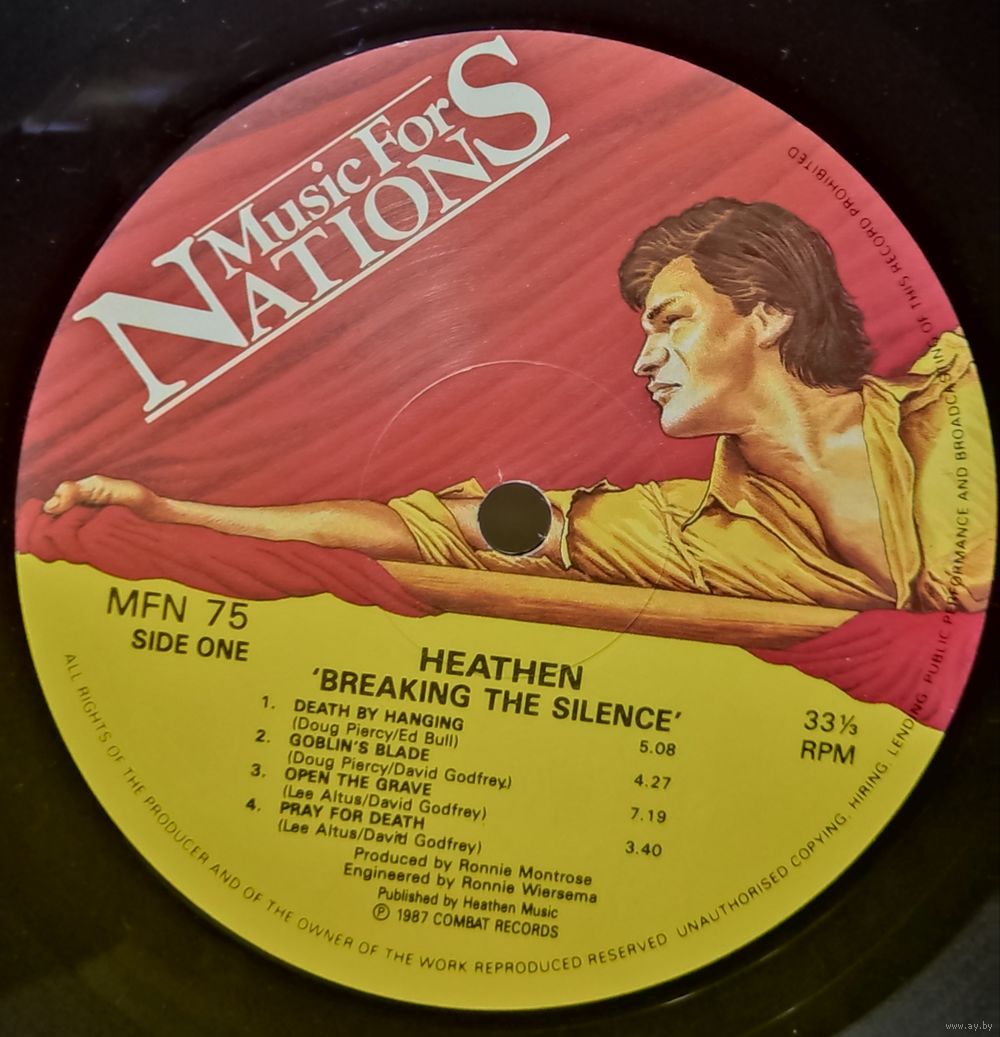 Music For
NATIONS
MFN 75
SIDE ONE
HEATHEN
'BREAKING THE SILENCE'
33⅓
RPM
1. DEATH BY HANGING
(Doug Piercy/Ed Bull) 5.08
2. GOBLIN'S BLADE
(Doug Piercy/David Godfrey) 4.27
3. OPEN THE GRAVE
(Lee Altus/David Godfrey) 7.19
4. PRAY FOR DEATH
(Lee Altus/David Godfrey) 3.40
Produced by Ronnie Montrose
Engineered by Ronnie Wiersema
Published by Heathen Music
℗ 1987 COMBAT RECORDS
ALL RIGHTS OF THE PRODUCER AND OF THE OWNER OF THE WORK REPRODUCED RESERVED UNAUTHORISED COPYING, HIRING, LENDING PUBLIC PERFORMANCE AND BROADCASTING OF THIS RECORD PROHIBITED
www.ay.by